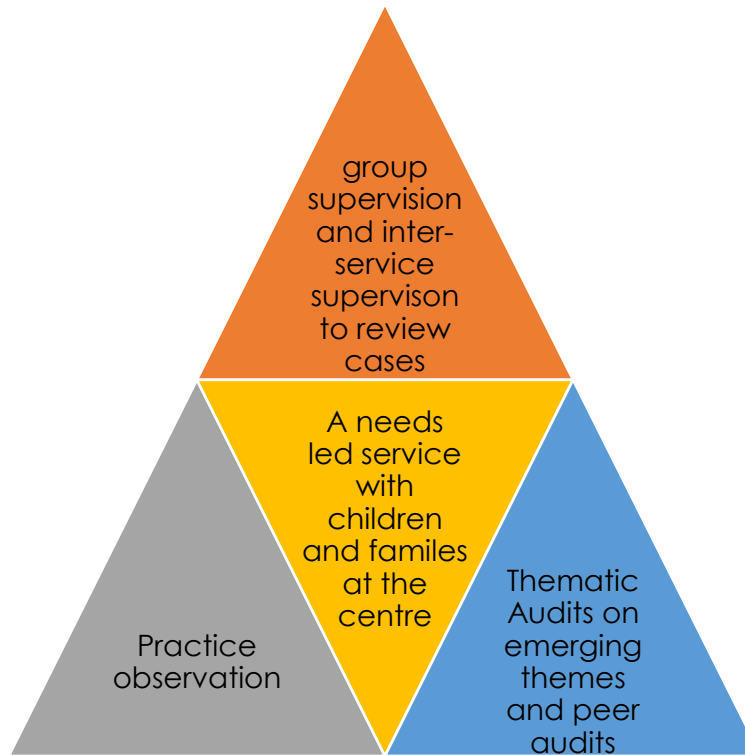 group
supervision
and inter-
service
supervison
to review
cases
A needs
led service
with
children
and familes
at the
centre
Practice
observation
Thematic
Audits on
emerging
themes
and peer
audits